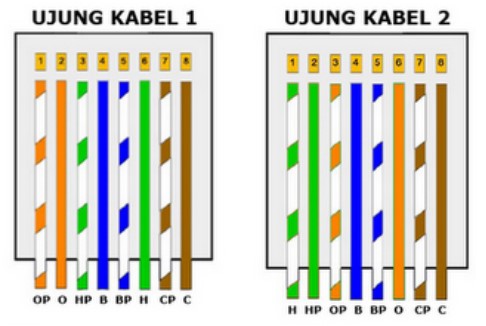 UJUNG KABEL 1
1 2 3 4 5 6 7 8
OP O HP B BP H CP C
UJUNG KABEL 2
1 2 3 4 5 6 7 8
H HP OP B BP O CP C